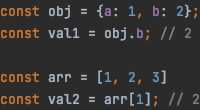 const obj = {a: 1, b: 2};
const val1 = obj.b; // 2
const arr = [1, 2, 3]
const val2 = arr[1]; // 2